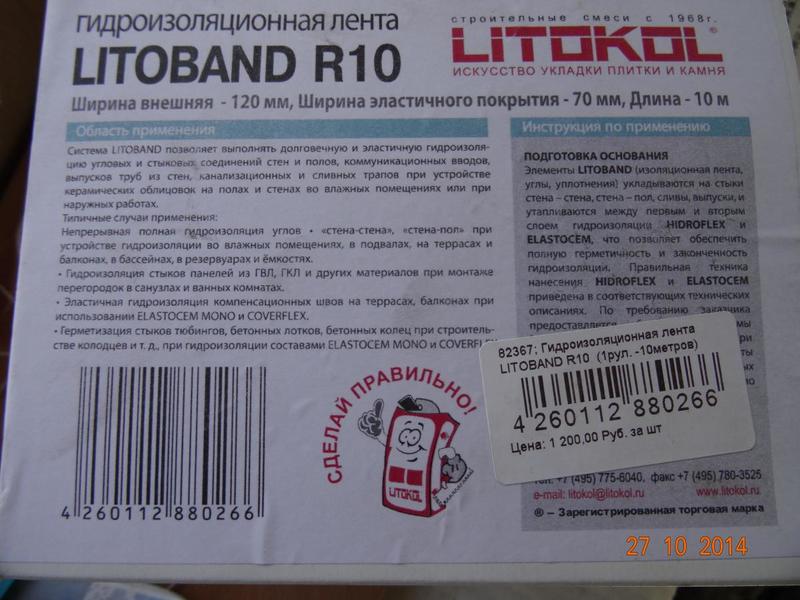 гидроизоляционная лента
LITOBAND R10
строительные смеси с 1968г.
LITOKOL®
ИСКУССТВО УКЛАДКИ ПЛИТКИ И КАМНЯ
Ширина внешняя - 120 мм, Ширина эластичного покрытия - 70 мм, Длина - 10 м
Область применения
Система LITOBAND позволяет выполнять долговечную и эластичную гидроизоля-
цию угловых и стыковых соединений стен и полов, коммуникационных вводов,
выпусков труб из стен, канализационных и сливных трапов при устройстве
керамических облицовок на полах и стенах во влажных помещениях или при
наружных работах.
Типичные случаи применения:
Непрерывная полная гидроизоляция углов • «стена-стена», «стена-пол» при
устройстве гидроизоляции во влажных помещениях, в подвалах, на террасах и
балконах, в бассейнах, в резервуарах и ёмкостях.
• Гидроизоляция стыков панелей из ГВЛ, ГКЛ и других материалов при монтаже
перегородок в санузлах и ванных комнатах.
• Эластичная гидроизоляция компенсационных швов на террасах, балконах при
использовании ELASTOCEM MONO и COVERFLEX.
• Герметизация стыков тюбингов, бетонных лотков, бетонных колец при строитель-
стве колодцев и т. д., при гидроизоляции составами ELASTOCEM MONO и COVERFLEX
Инструкция по применению
ПОДГОТОВКА ОСНОВАНИЯ
Элементы LITOBAND (изоляционная лента,
углы, уплотнения) укладываются на стыки
стена – стена, стена – пол, сливы, выпуски, и
утапливаются между первым и вторым
слоем гидроизоляции HIDROFLEX и
ELASTOCEM, что позволяет обеспечить
полную герметичность и законченность
гидроизоляции. Правильная техника
нанесения HIDROFLEX и ELASTOCEM
приведена в соответствующих технических
описаниях. По требованию заказчика
предоставляется
82367; Гидроизоляционная лента
LITOBAND R10 (1рул. -10метров)
4 260112 880266
Цена: 1 200,00 Руб. за шт
СДЕЛАЙ ПРАВИЛЬНО!
LITOKOL
4 260112 880266
тел. +7 (495) 775-6040, факс +7 (495) 780-3525
e-mail: litokol@litokol.ru www.litokol.ru
® – Зарегистрированная торговая марка
27 10 2014